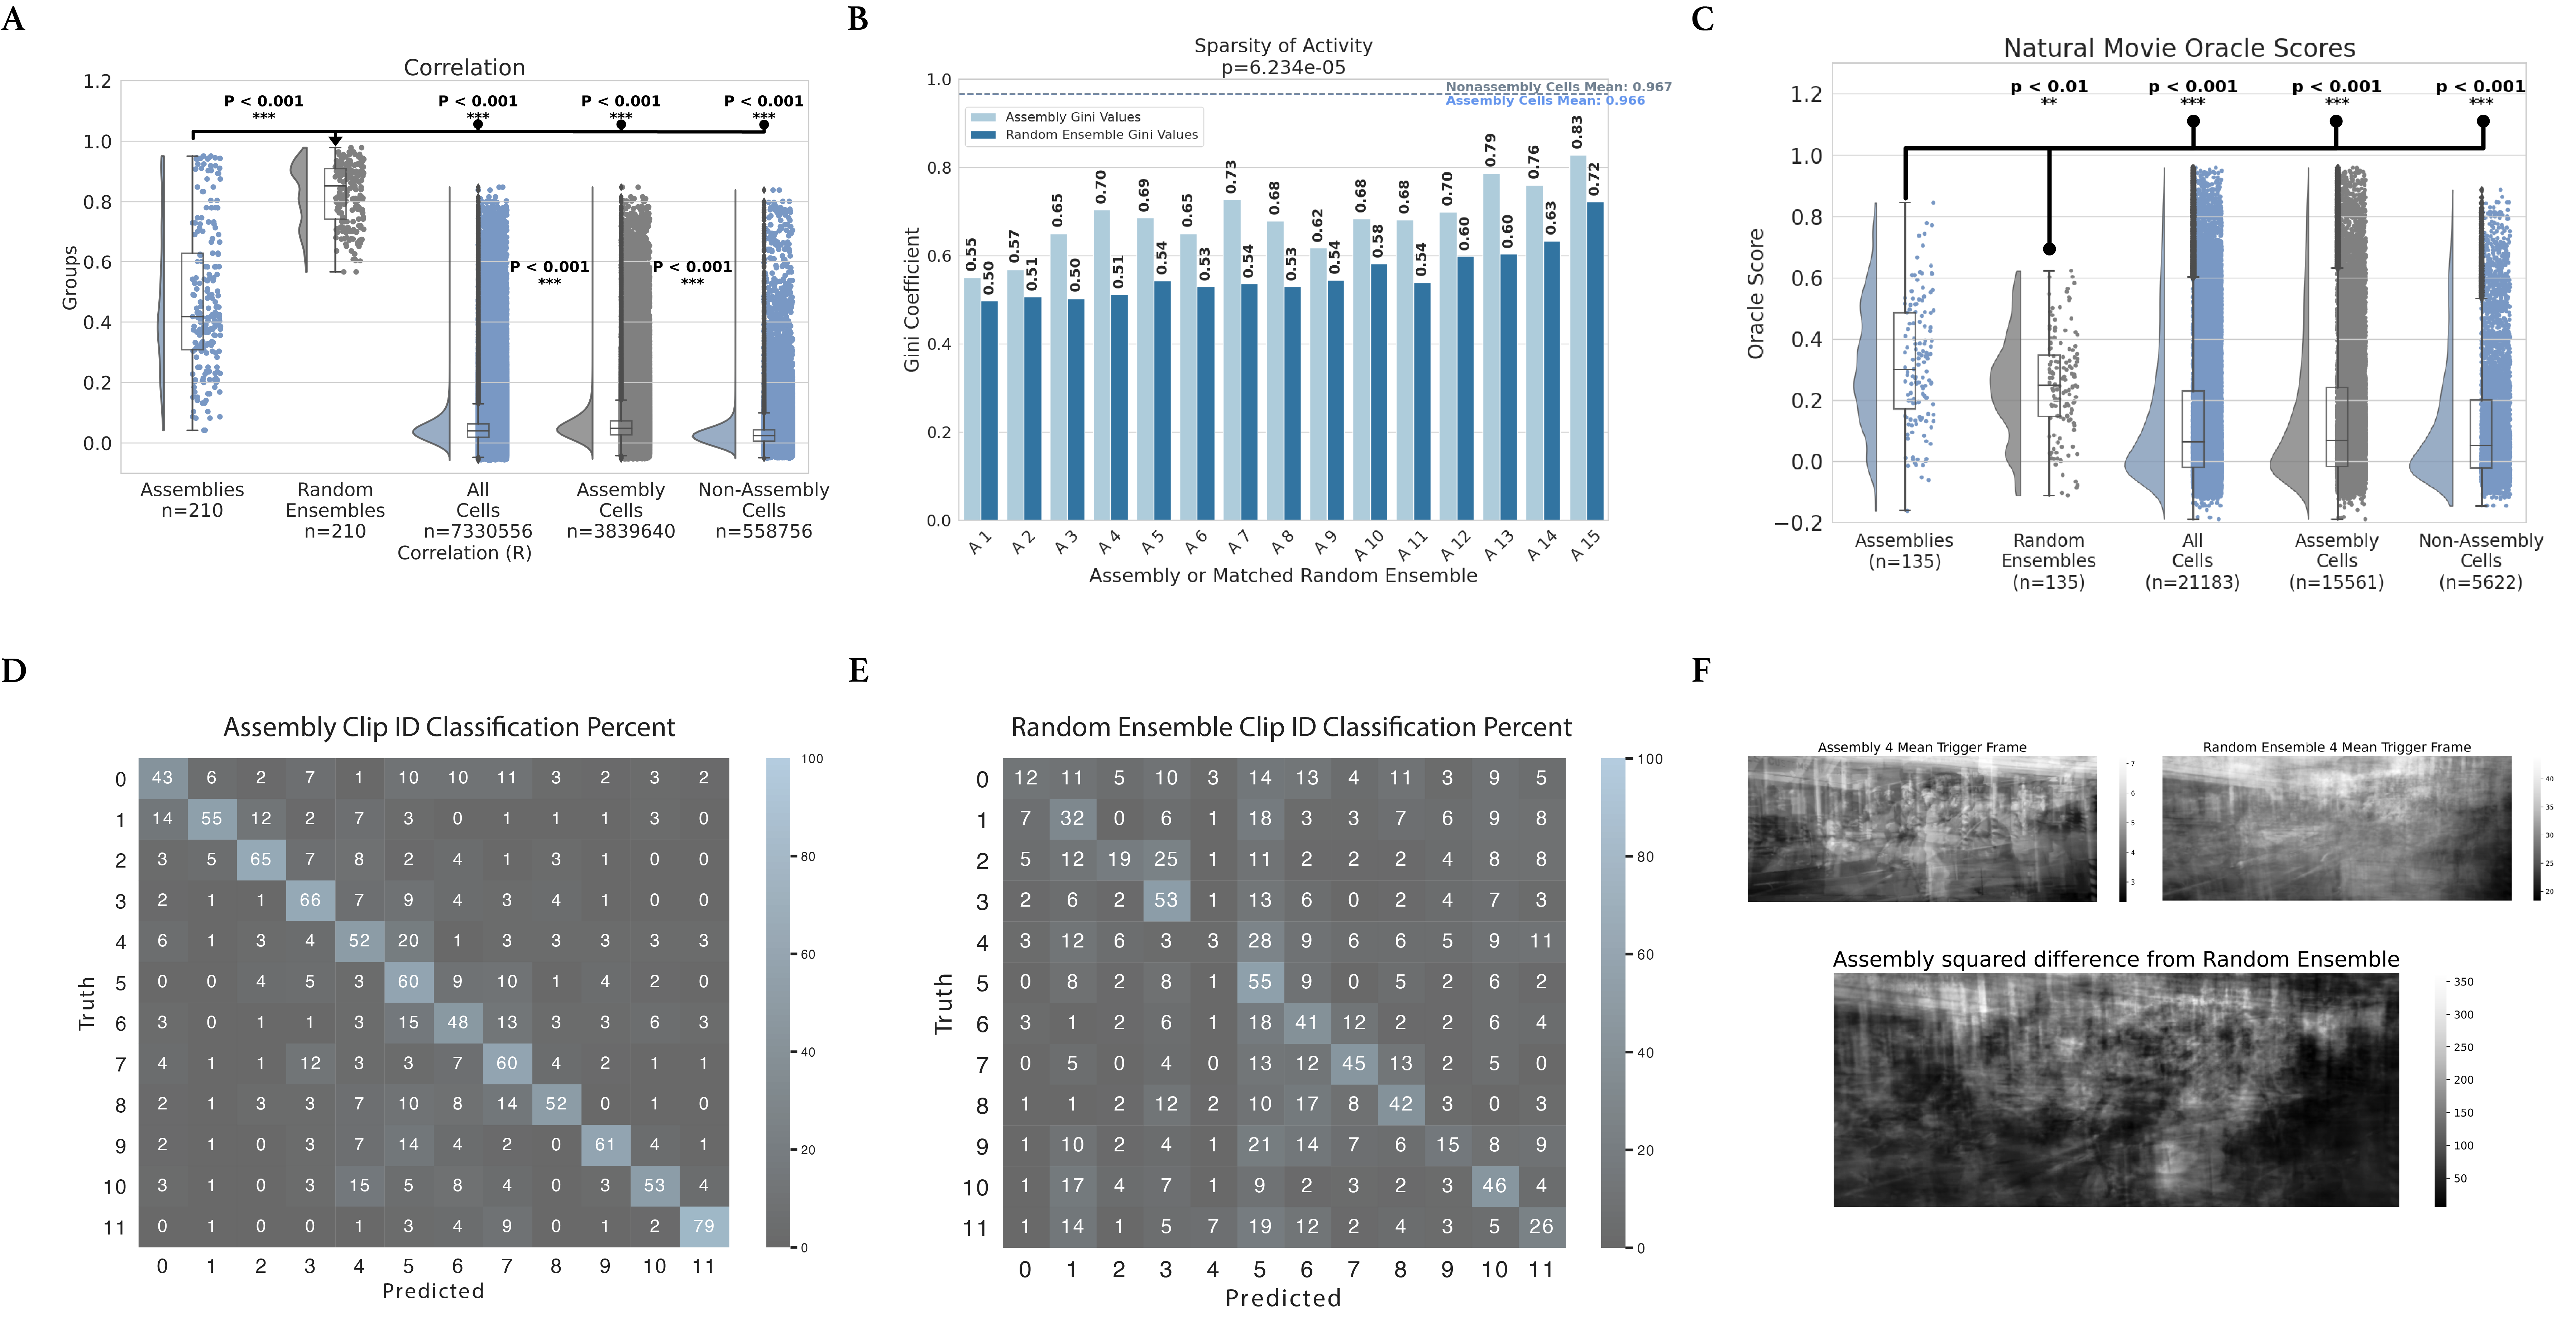 A
Correlation
P < 0.001 P < 0.001 P < 0.001 P < 0.001
*** *** *** ***
1.2
1.0
0.8
0.6
0.4
0.2
0.0
Groups
P < 0.001 P < 0.001
*** ***
Assemblies Random All Assembly Non-Assembly
n=210 Ensembles Cells Cells Cells
n=210 n=7330556 n=3839640 n=558756
Correlation (R)
B
Sparsity of Activity
p=6.234e-05
Nonassembly Cells Mean: 0.967
Assembly Cells Mean: 0.966
Assembly Gini Values
Random Ensemble Gini Values
1.0
0.8
0.6
0.4
0.2
0.0
Gini Coefficient
0.55 0.50 0.57 0.51 0.65 0.50 0.70 0.51 0.69 0.54 0.65 0.53 0.73 0.54 0.68 0.53 0.62 0.54 0.68 0.58 0.68 0.54 0.70 0.60 0.79 0.60 0.76 0.63 0.83 0.72
A 1 A 2 A 3 A 4 A 5 A 6 A 7 A 8 A 9 A 10 A 11 A 12 A 13 A 14 A 15
Assembly or Matched Random Ensemble
C
Natural Movie Oracle Scores
p < 0.01 p < 0.001 p < 0.001 p < 0.001
** *** *** ***
1.2
1.0
0.8
0.6
0.4
0.2
0.0
−0.2
Oracle Score
Assemblies Random All Assembly Non-Assembly
(n=135) Ensembles Cells Cells Cells
(n=135) (n=21183) (n=15561) (n=5622)
D
Assembly Clip ID Classification Percent
0 43 6 2 7 1 10 10 11 3 2 3 2
1 14 55 12 2 7 3 0 1 1 1 3 0
2 3 5 65 7 8 2 4 1 3 1 0 0
3 2 1 1 66 7 9 4 3 4 1 0 0
4 6 1 3 4 52 20 1 3 3 3 3 3
5 0 0 4 5 3 60 9 10 1 4 2 0
6 3 0 1 1 3 15 48 13 3 3 6 3
7 4 1 1 12 3 3 7 60 4 2 1 1
8 2 1 3 3 7 10 8 14 52 0 1 0
9 2 1 0 3 7 14 4 2 0 61 4 1
10 3 1 0 3 15 5 8 4 0 3 53 4
11 0 1 0 0 1 3 4 9 0 1 2 79
0 1 2 3 4 5 6 7 8 9 10 11
Predicted
Truth
100
80
60
40
20
0
E
Random Ensemble Clip ID Classification Percent
0 12 11 5 10 3 14 13 4 11 3 9 5
1 7 32 0 6 1 18 3 3 7 6 9 8
2 5 12 19 25 1 11 2 2 2 4 8 8
3 2 6 2 53 1 13 6 0 2 4 7 3
4 3 12 6 3 3 28 9 6 6 5 9 11
5 0 8 2 8 1 55 9 0 5 2 6 2
6 3 1 2 6 1 18 41 12 2 2 6 4
7 0 5 0 4 0 13 12 45 13 2 5 0
8 1 1 2 12 2 10 17 8 42 3 0 3
9 1 10 2 4 1 21 14 7 6 15 8 9
10 1 17 4 7 1 9 2 3 2 3 46 4
11 1 14 1 5 7 19 12 2 4 3 5 26
0 1 2 3 4 5 6 7 8 9 10 11
Predicted
Truth
100
80
60
40
20
0
F
Assembly 4 Mean Trigger Frame
7
6
5
4
3
Random Ensemble 4 Mean Trigger Frame
40
35
30
25
20
Assembly squared difference from Random Ensemble
350
300
250
200
150
100
50